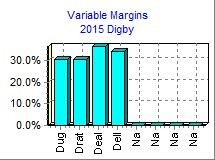 Variable Margins
2015 Digby
30.0%
20.0%
10.0%
0.0%
Dug Drat Deal Dell Na Na Na Na